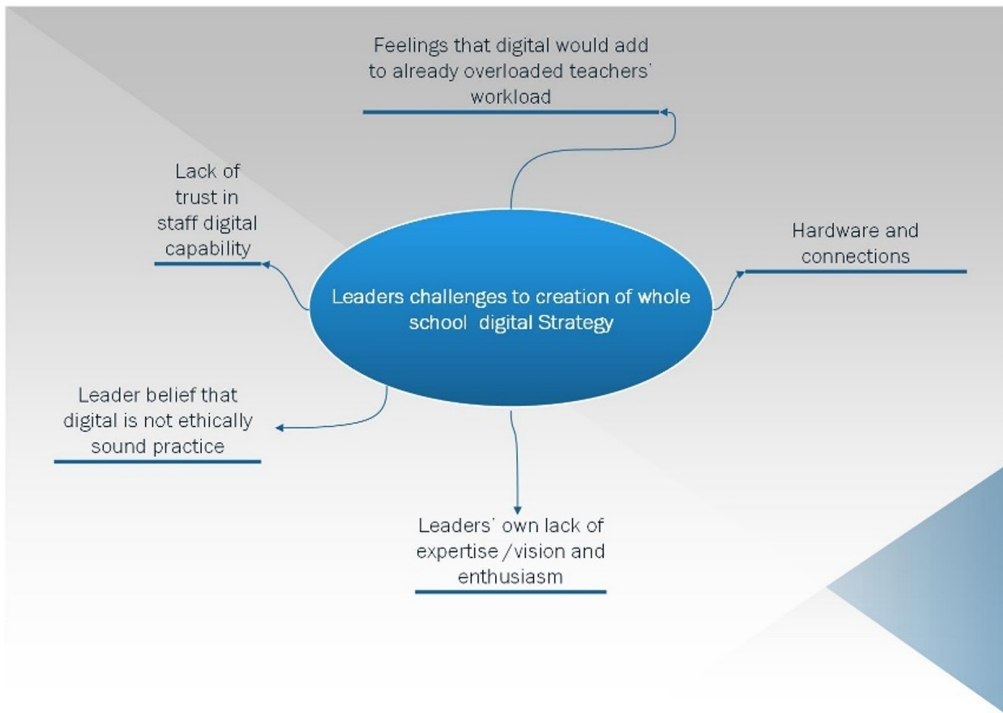 Feelings that digital would add
to already overloaded teachers'
workload
Lack of
trust in
staff digital
capability
Hardware and
connections
Leaders challenges to creation of whole
school digital Strategy
Leader belief that
digital is not ethically
sound practice
Leaders' own lack of
expertise /vision and
enthusiasm